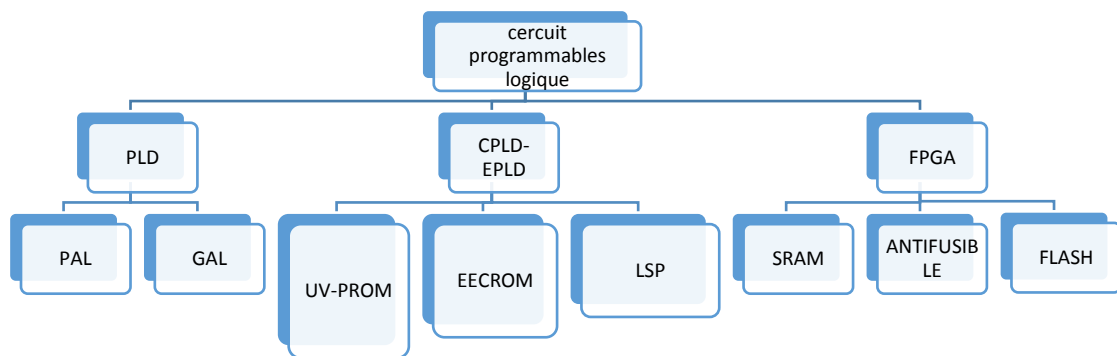 cercuit
programmables
logique
PLD
CPLD-
EPLD
FPGA
PAL
GAL
UV-PROM
EECROM
LSP
SRAM
ANTIFUSIB
LE
FLASH